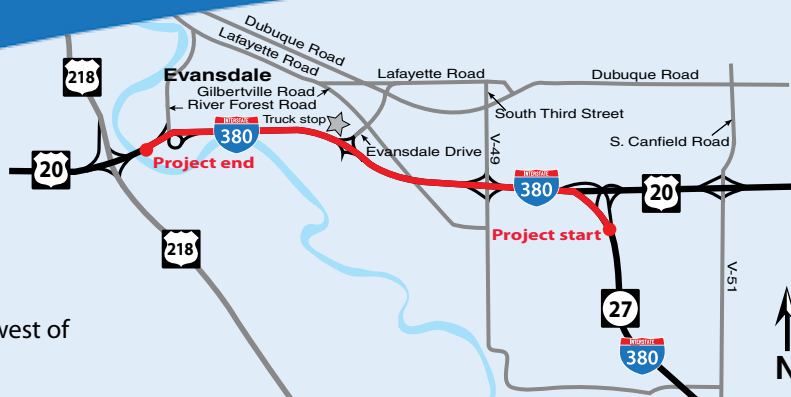 Dubuque Road
Lafayette Road
218
Evansdale
Gilbertville Road
River Forest Road
Truck stop
Lafayette Road
Dubuque Road
South Third Street
S. Canfield Road
INTERSTATE
380
Evansdale Drive
V-49
Project end
20
INTERSTATE
380
20
Project start
218
V-51
27
west of
INTERSTATE
380
N